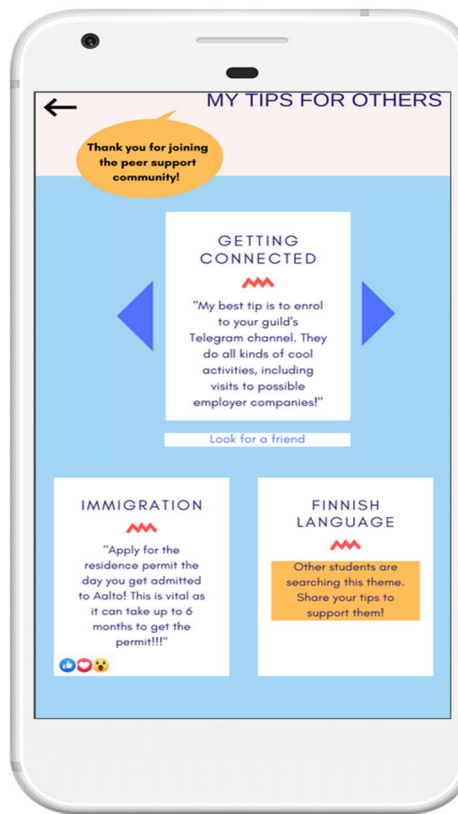 MY TIPS FOR OTHERS
Thank you for joining
the peer support
community!
GETTING
CONNECTED
"My best tip is to enrol
to your guild's
Telegram channel. They
do all kinds of cool
activities, including
visits to possible
employer companies!"
Look for a friend
IMMIGRATION
"Apply for the
residence permit the
day you get admitted
to Aalto! This is vital as
it can take up to 6
months to get the
permit!!!"
FINNISH
LANGUAGE
Other students are
searching this theme.
Share your tips to
support them!